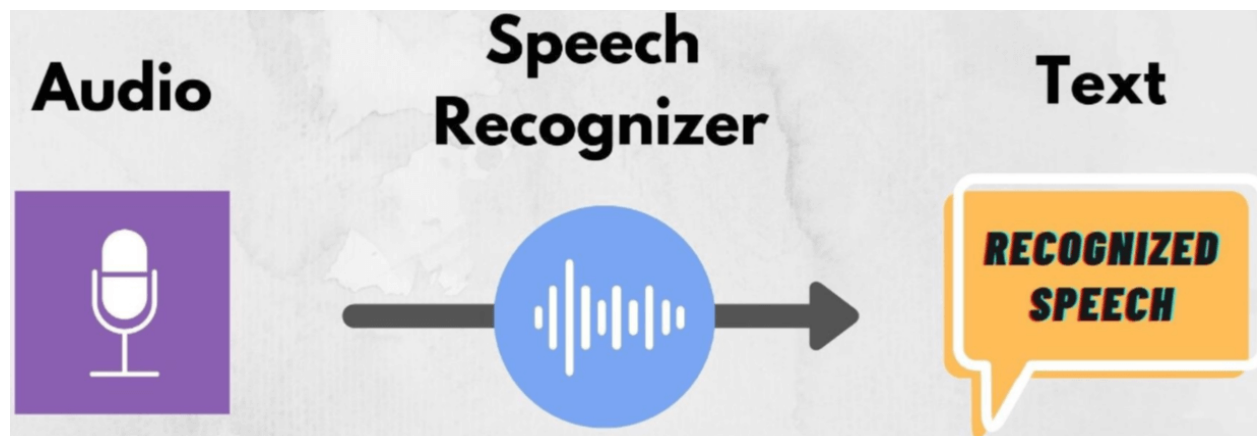 Audio
Speech
Recognizer
Text
RECOGNIZED
SPEECH